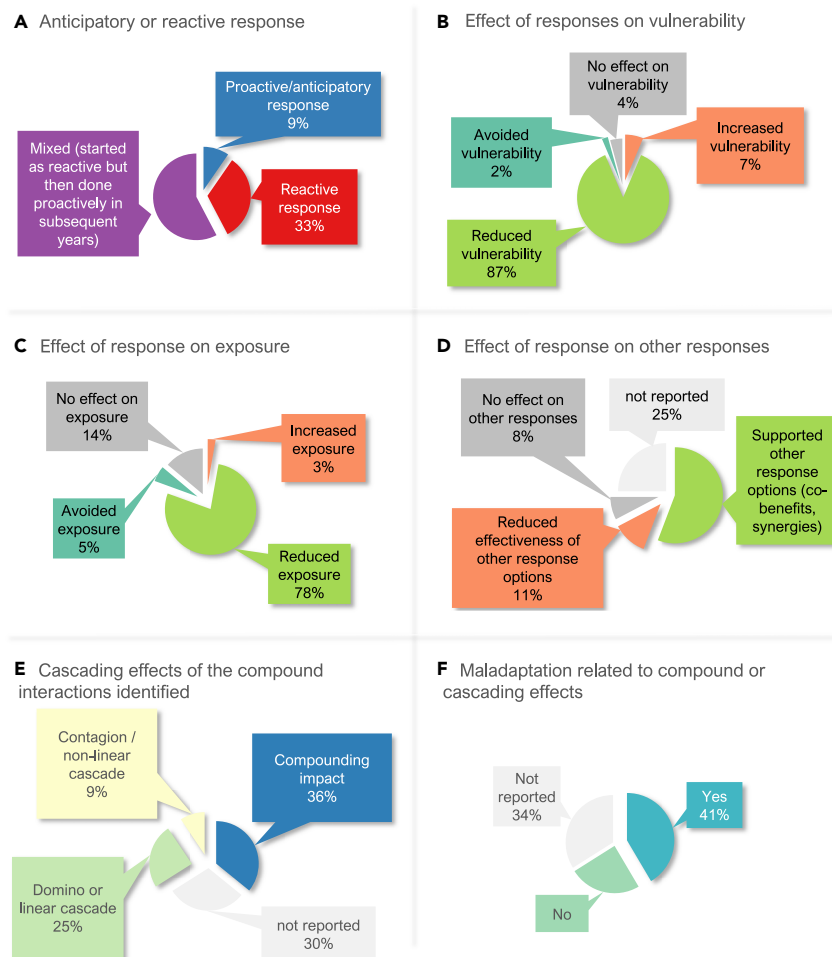 A Anticipatory or reactive response
Proactive/anticipatory
response
9%
Mixed (started
as reactive but
then done
proactively in
subsequent
years)
Reactive
response
33%
B Effect of responses on vulnerability
No effect on
vulnerability
4%
Avoided
vulnerability
2%
Increased
vulnerability
7%
Reduced
vulnerability
87%
C Effect of response on exposure
No effect on
exposure
14%
Increased
exposure
3%
Avoided
exposure
5%
Reduced
exposure
78%
D Effect of response on other responses
No effect on
other responses
8%
not reported
25%
Supported
other
response
options (co-
benefits,
synergies)
Reduced
effectiveness of
other response
options
11%
E Cascading effects of the compound
interactions identified
Contagion /
non-linear
cascade
9%
Compounding
impact
36%
Domino or
linear cascade
25%
not reported
30%
F Maladaptation related to compound or
cascading effects
Not
reported
34%
Yes
41%
No